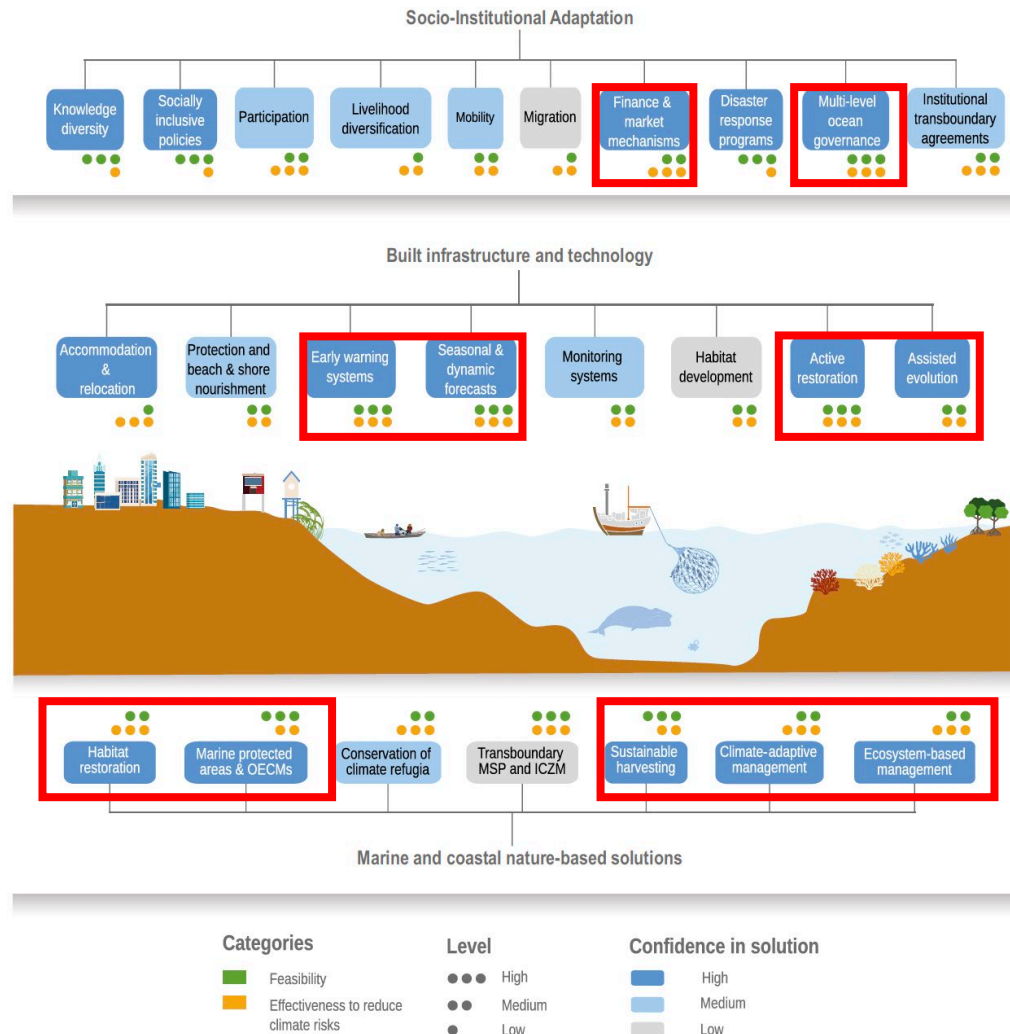 Socio-Institutional Adaptation
Knowledge
diversity
Socially
inclusive
policies
Participation
Livelihood
diversification
Mobility
Migration
Finance &
market
mechanisms
Disaster
response
programs
Multi-level
ocean
governance
Institutional
transboundary
agreements
Built infrastructure and technology
Accommodation
&
relocation
Protection and
beach & shore
nourishment
Early warning
systems
Seasonal &
dynamic
forecasts
Monitoring
systems
Habitat
development
Active
restoration
Assisted
evolution
Habitat
restoration
Marine protected
areas & OECMs
Conservation of
climate refugia
Transboundary
MSP and ICZM
Sustainable
harvesting
Climate-adaptive
management
Ecosystem-based
management
Marine and coastal nature-based solutions
Categories
Feasibility
Effectiveness to reduce
climate risks
Level
High
Medium
Low
Confidence in solution
High
Medium
Low